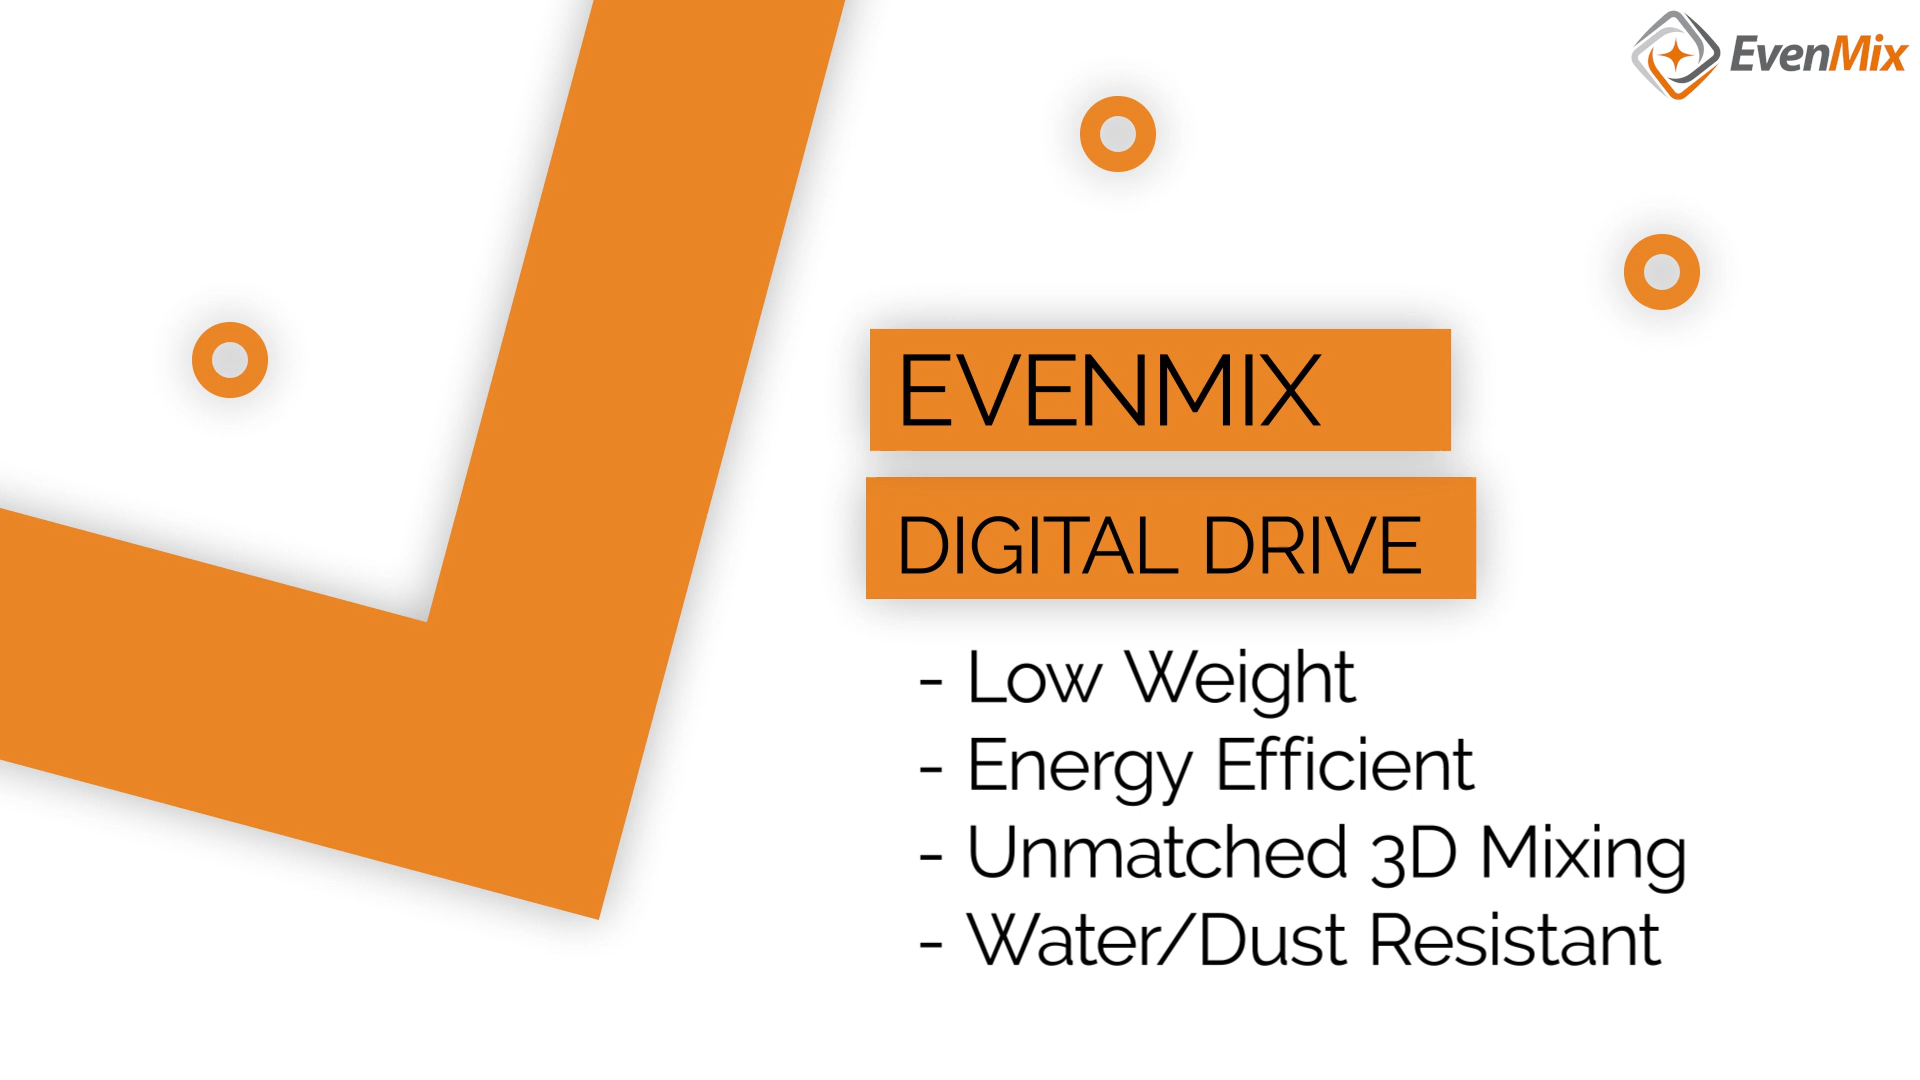 EvenMix
EVENMIX
DIGITAL DRIVE
- Low Weight
- Energy Efficient
- Unmatched 3D Mixing
- Water/Dust Resistant